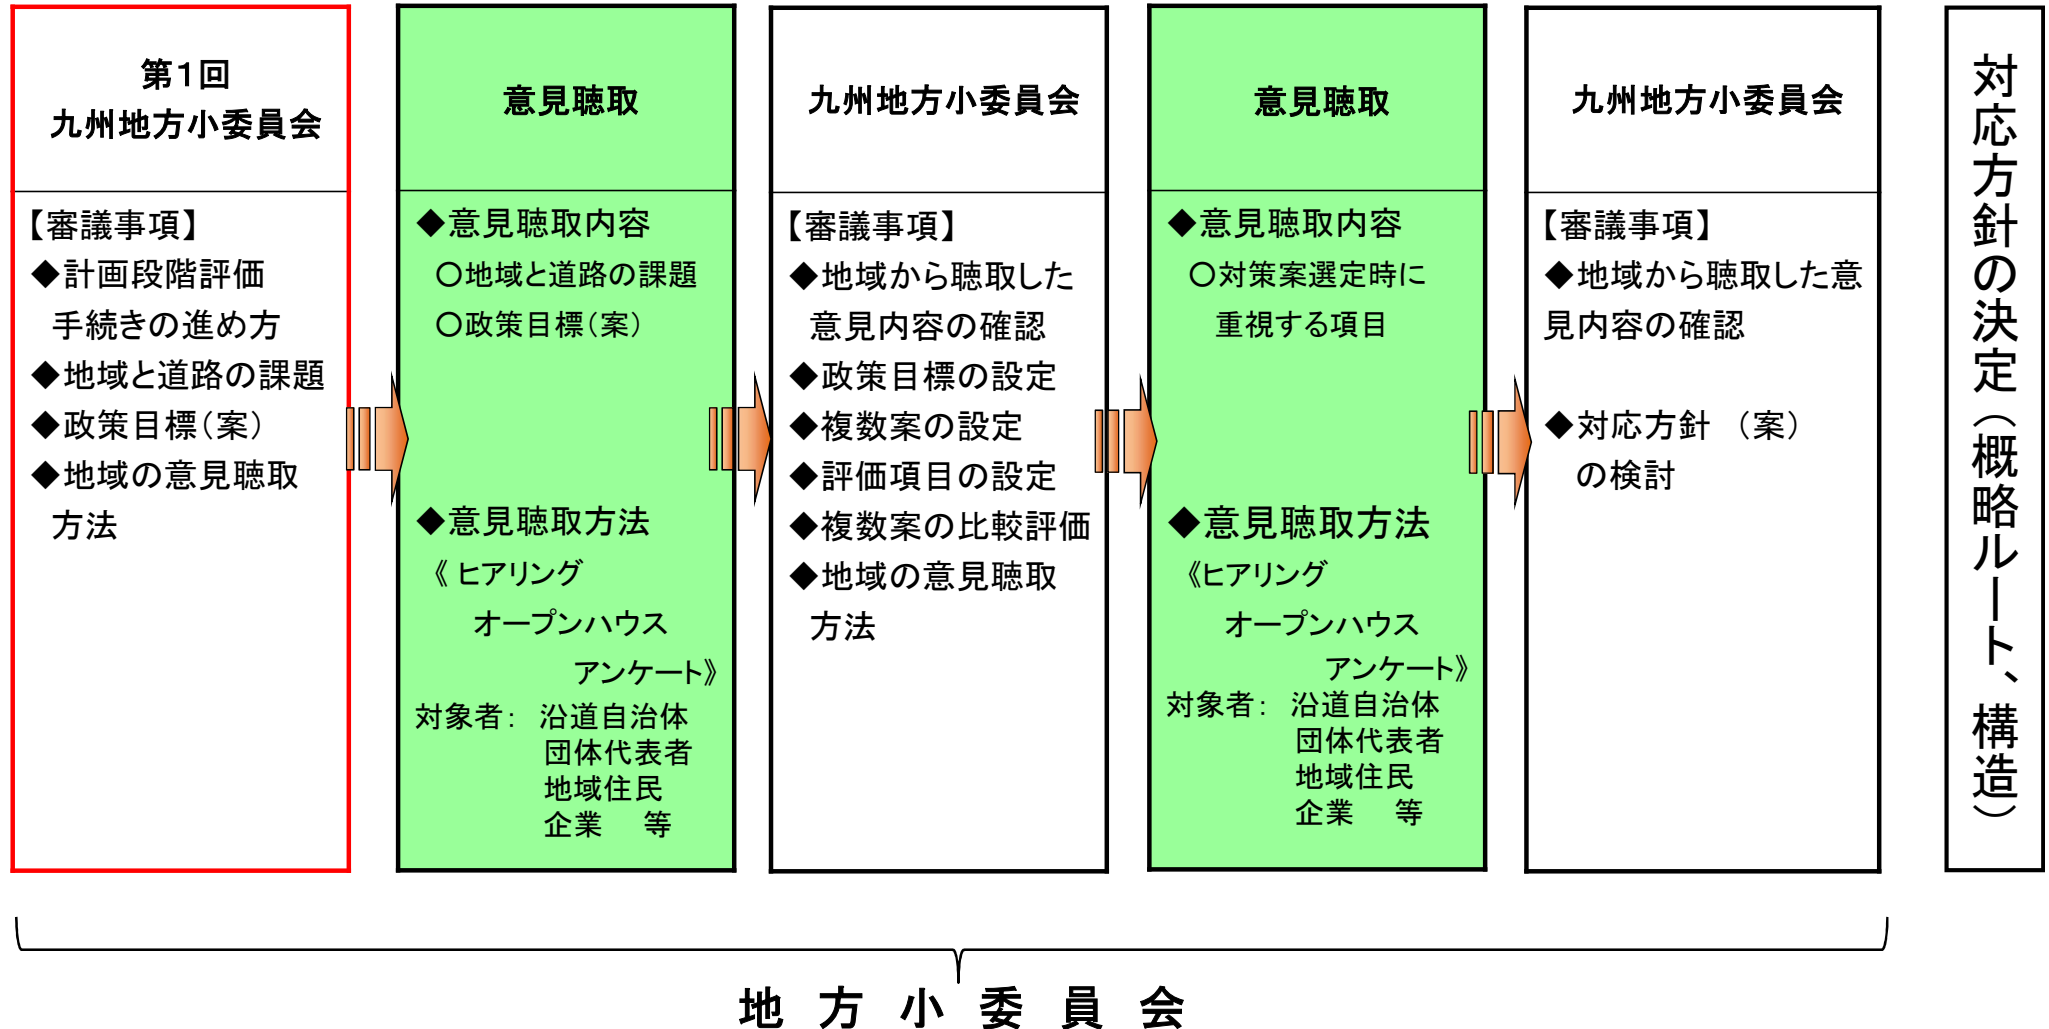 第1回
九州地方小委員会
【審議事項】
◆計画段階評価
手続きの進め方
◆地域と道路の課題
◆政策目標（案）
◆地域の意見聴取
方法
意見聴取
◆意見聴取内容
〇地域と道路の課題
〇政策目標（案）
◆意見聴取方法
《ヒアリング
オープンハウス
アンケート》
対象者： 沿道自治体
団体代表者
地域住民
企業　等
九州地方小委員会
【審議事項】
◆地域から聴取した
意見内容の確認
◆政策目標の設定
◆複数案の設定
◆評価項目の設定
◆複数案の比較評価
◆地域の意見聴取
方法
意見聴取
◆意見聴取内容
〇対策案選定時に
重視する項目
◆意見聴取方法
《ヒアリング
オープンハウス
アンケート》
対象者： 沿道自治体
団体代表者
地域住民
企業　等
九州地方小委員会
【審議事項】
◆地域から聴取した意
見内容の確認
◆対応方針　（案）
の検討
対応方針の決定（概略ルート、構造）
地方小委員会